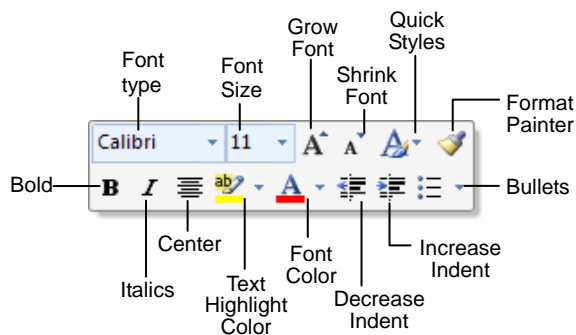 Font
type
Font
Size
Grow
Font
Shrink
Font
Quick
Styles
Format
Painter
Calibri
11
A
A
A
Bold
B
I
ab
A
Bullets
Center
Italics
Text
Highlight
Color
Font
Color
Decrease
Indent
Increase
Indent